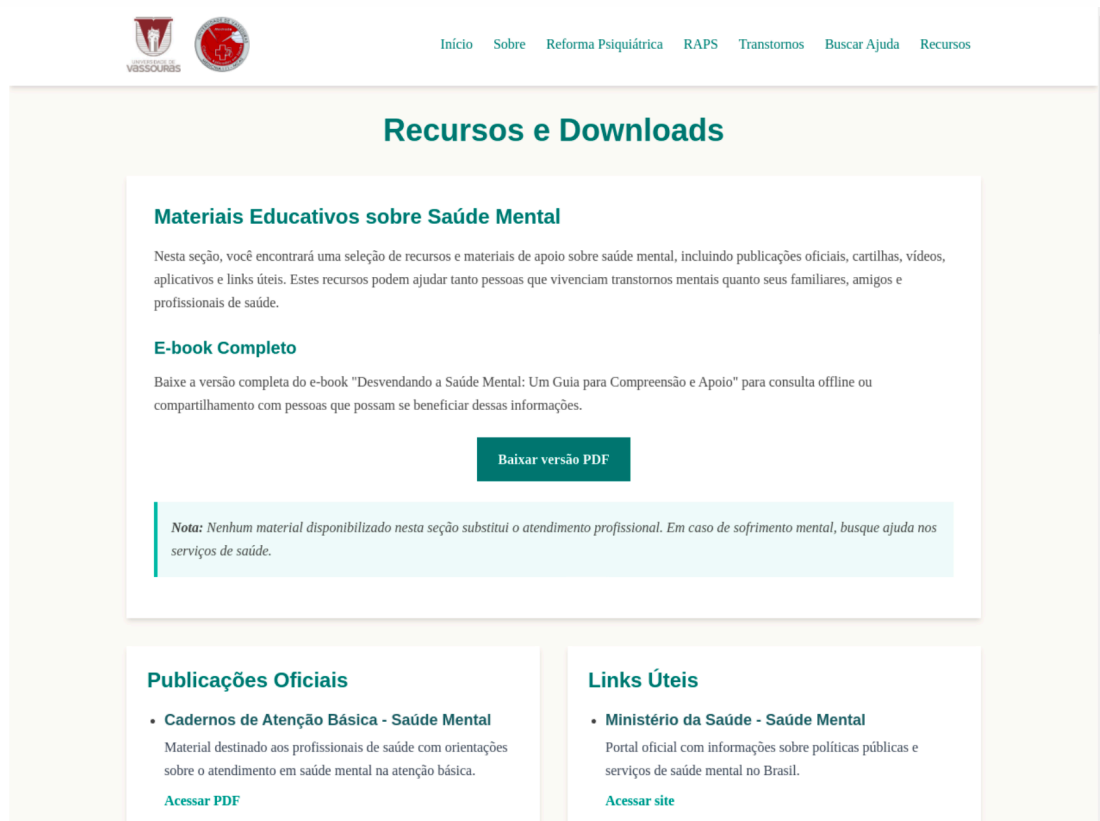 UNIVERSIDADE DE
VASSOURAS
Início Sobre Reforma Psiquiátrica RAPS Transtornos Buscar Ajuda Recursos
Recursos e Downloads
Materiais Educativos sobre Saúde Mental
Nesta seção, você encontrará uma seleção de recursos e materiais de apoio sobre saúde mental, incluindo publicações oficiais, cartilhas, vídeos,
aplicativos e links úteis. Estes recursos podem ajudar tanto pessoas que vivenciam transtornos mentais quanto seus familiares, amigos e
profissionais de saúde.
E-book Completo
Baixe a versão completa do e-book "Desvendando a Saúde Mental: Um Guia para Compreensão e Apoio" para consulta offline ou
compartilhamento com pessoas que possam se beneficiar dessas informações.
Baixar versão PDF
Nota: Nenhum material disponibilizado nesta seção substitui o atendimento profissional. Em caso de sofrimento mental, busque ajuda nos
serviços de saúde.
Publicações Oficiais
Cadernos de Atenção Básica - Saúde Mental
Material destinado aos profissionais de saúde com orientações
sobre o atendimento em saúde mental na atenção básica.
Acessar PDF
Links Úteis
Ministério da Saúde - Saúde Mental
Portal oficial com informações sobre políticas públicas e
serviços de saúde mental no Brasil.
Acessar site